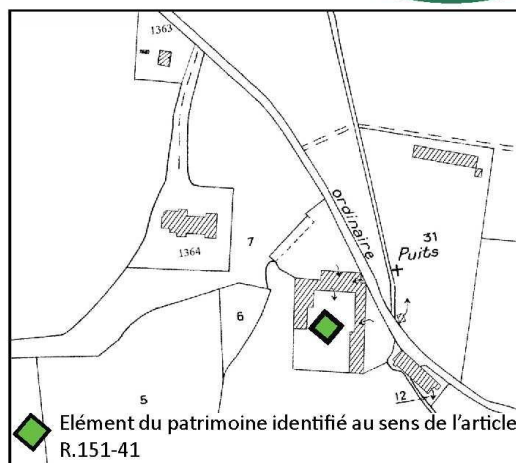 1363
ordinaire
31
Puits
7
1364
6
5
12
Elément du patrimoine identifié au sens de l'article
R.151-41